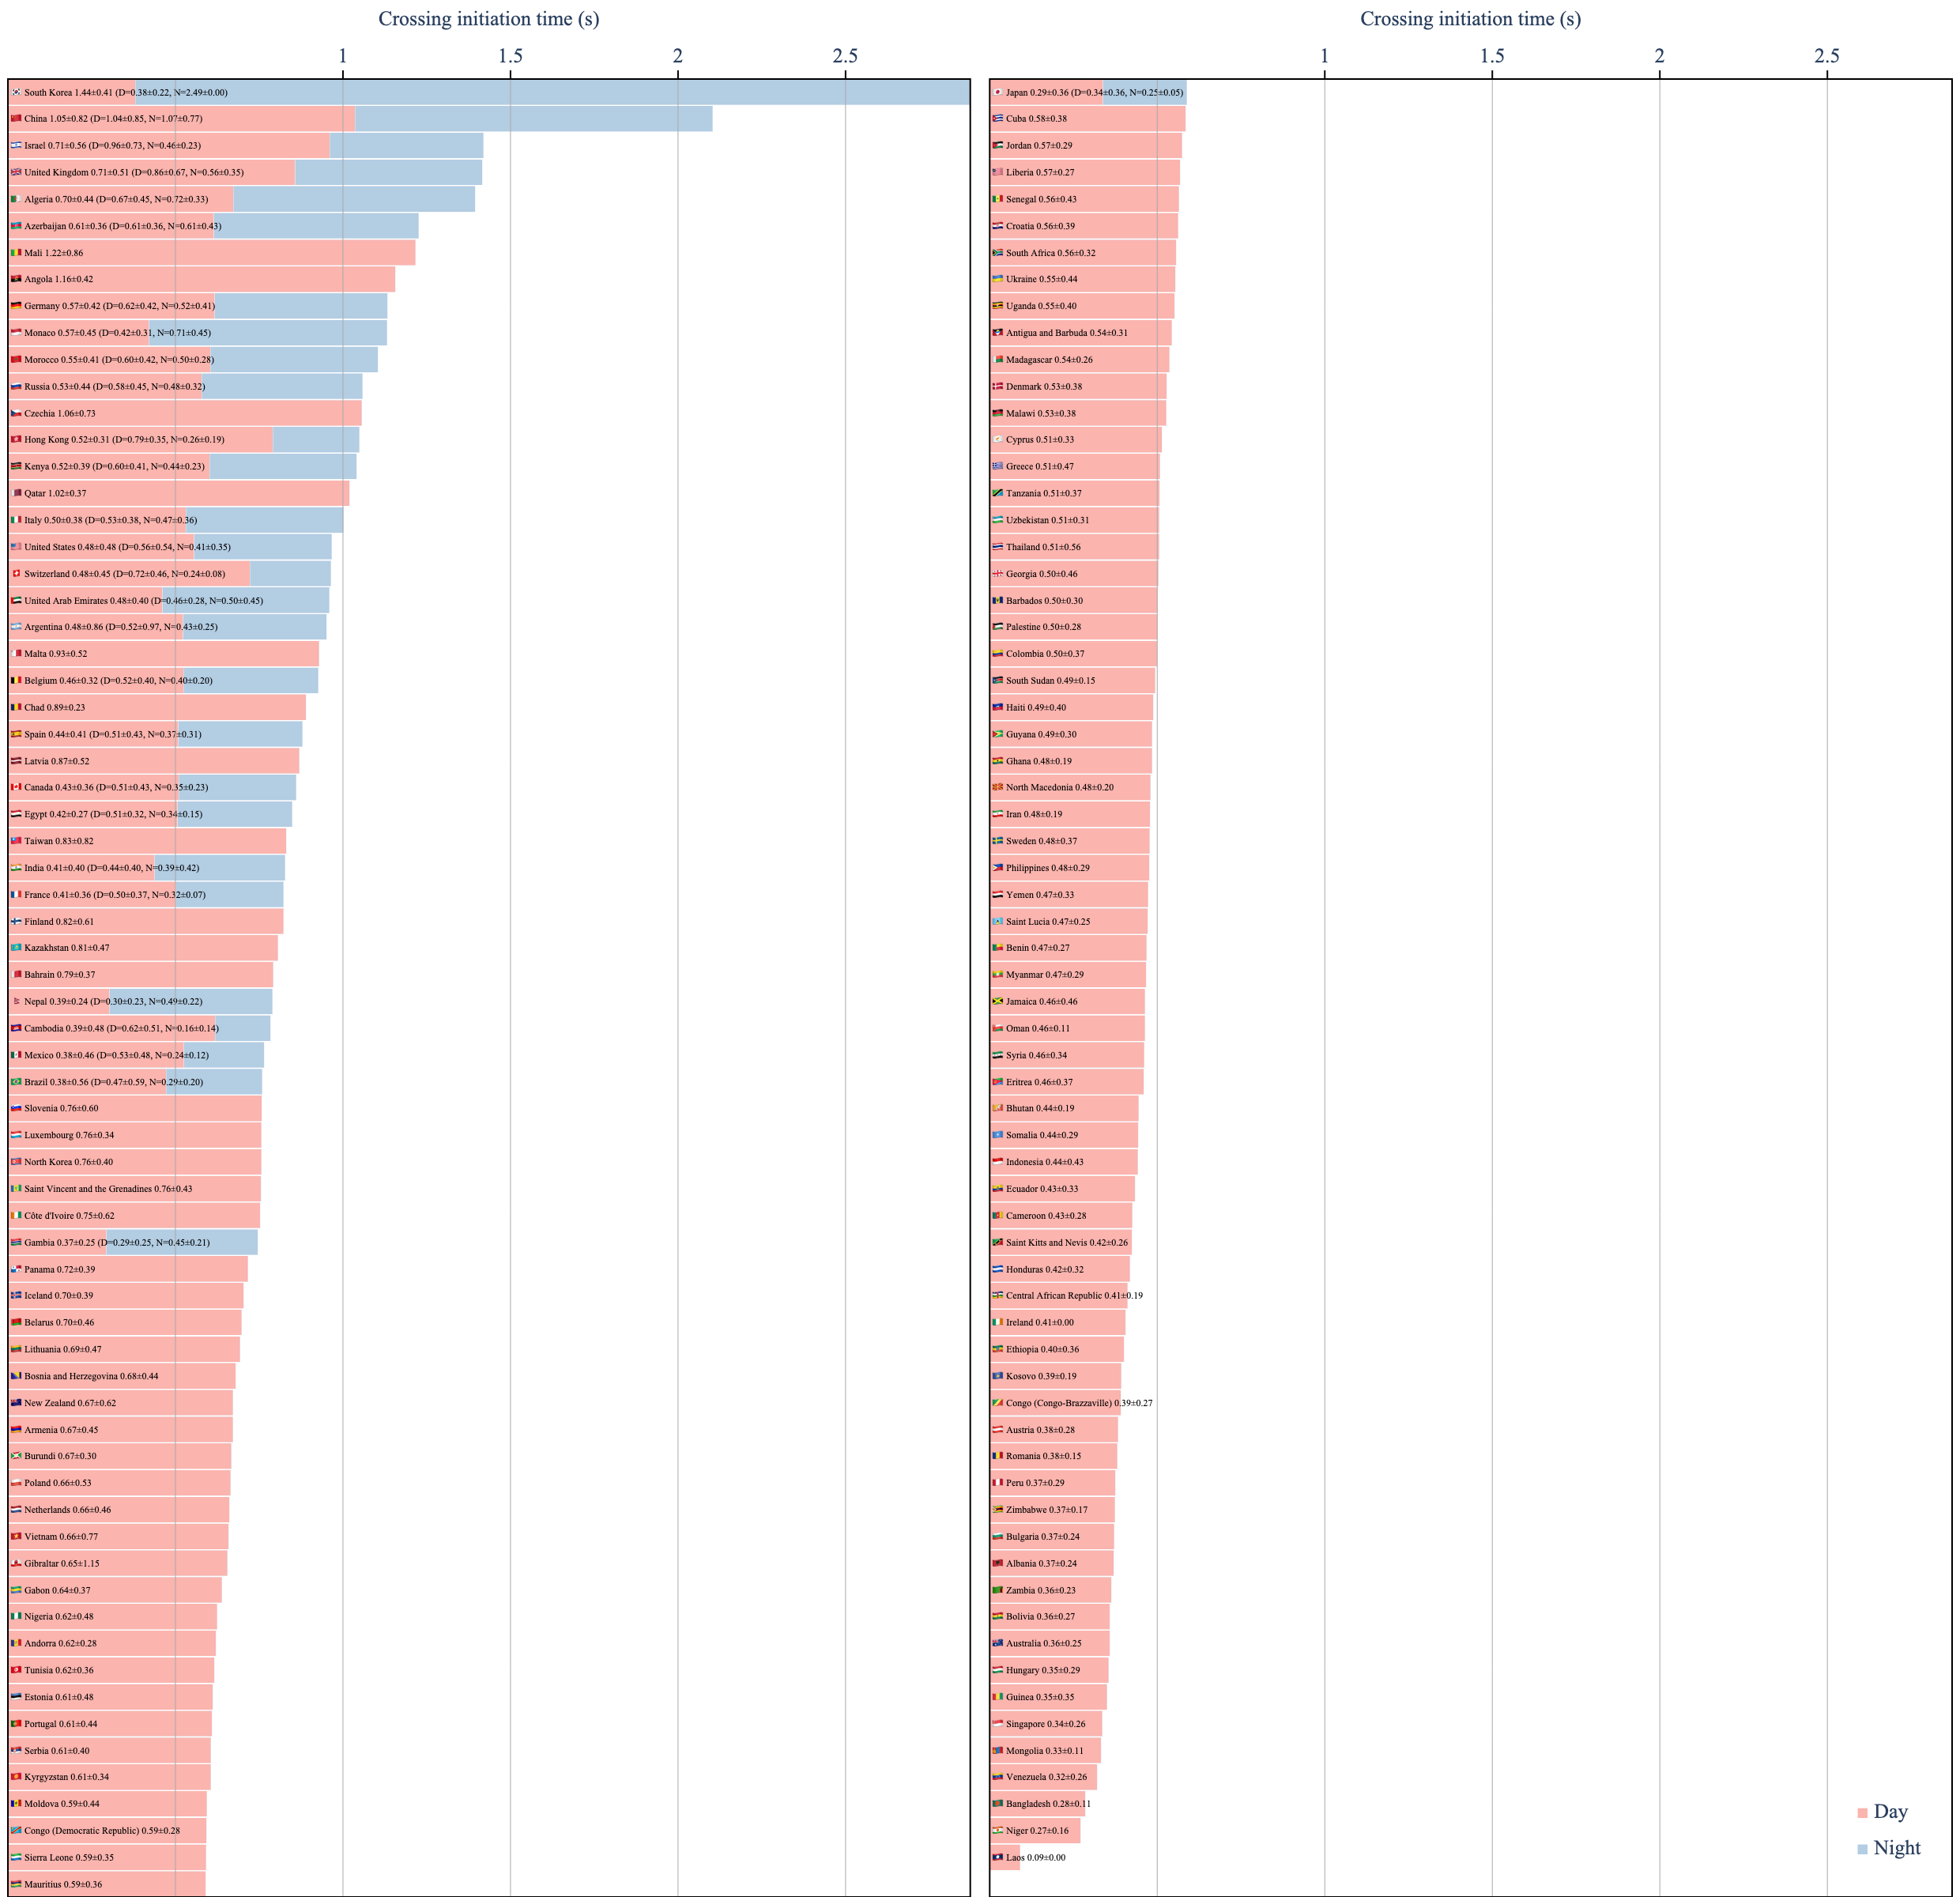 Crossing initiation time (s)
1 1.5 2 2.5
South Korea 1.44±0.41 (D=0.38±0.22, N=2.49±0.00)
China 1.05±0.82 (D=1.04±0.85, N=1.07±0.77)
Israel 0.71±0.56 (D=0.96±0.73, N=0.46±0.23)
United Kingdom 0.71±0.51 (D=0.86±0.67, N=0.56±0.35)
Algeria 0.70±0.44 (D=0.67±0.45, N=0.72±0.33)
Azerbaijan 0.61±0.36 (D=0.61±0.36, N=0.61±0.43)
Mali 1.22±0.86
Angola 1.16±0.42
Germany 0.57±0.42 (D=0.62±0.42, N=0.52±0.41)
Monaco 0.57±0.45 (D=0.42±0.31, N=0.71±0.45)
Morocco 0.55±0.41 (D=0.60±0.42, N=0.50±0.28)
Russia 0.53±0.44 (D=0.58±0.45, N=0.48±0.32)
Czechia 1.06±0.73
Hong Kong 0.52±0.31 (D=0.79±0.35, N=0.26±0.19)
Kenya 0.52±0.39 (D=0.60±0.41, N=0.44±0.23)
Qatar 1.02±0.37
Italy 0.50±0.38 (D=0.53±0.38, N=0.47±0.36)
United States 0.48±0.48 (D=0.56±0.54, N=0.41±0.35)
Switzerland 0.48±0.45 (D=0.72±0.46, N=0.24±0.08)
United Arab Emirates 0.48±0.40 (D=0.46±0.28, N=0.50±0.45)
Argentina 0.48±0.86 (D=0.52±0.97, N=0.43±0.25)
Malta 0.93±0.52
Belgium 0.46±0.32 (D=0.52±0.40, N=0.40±0.20)
Chad 0.89±0.23
Spain 0.44±0.41 (D=0.51±0.43, N=0.37±0.31)
Latvia 0.87±0.52
Canada 0.43±0.36 (D=0.51±0.43, N=0.35±0.23)
Egypt 0.42±0.27 (D=0.51±0.32, N=0.34±0.15)
Taiwan 0.83±0.82
India 0.41±0.40 (D=0.44±0.40, N=0.39±0.42)
France 0.41±0.36 (D=0.50±0.37, N=0.32±0.07)
Finland 0.82±0.61
Kazakhstan 0.81±0.47
Bahrain 0.79±0.37
Nepal 0.39±0.24 (D=0.30±0.23, N=0.49±0.22)
Cambodia 0.39±0.48 (D=0.62±0.51, N=0.16±0.14)
Mexico 0.38±0.46 (D=0.53±0.48, N=0.24±0.12)
Brazil 0.38±0.56 (D=0.47±0.59, N=0.29±0.20)
Slovenia 0.76±0.60
Luxembourg 0.76±0.34
North Korea 0.76±0.40
Saint Vincent and the Grenadines 0.76±0.43
Côte d'Ivoire 0.75±0.62
Gambia 0.37±0.25 (D=0.29±0.25, N=0.45±0.21)
Panama 0.72±0.39
Iceland 0.70±0.39
Belarus 0.70±0.46
Lithuania 0.69±0.47
Bosnia and Herzegovina 0.68±0.44
New Zealand 0.67±0.62
Armenia 0.67±0.45
Burundi 0.67±0.30
Poland 0.66±0.53
Netherlands 0.66±0.46
Vietnam 0.66±0.77
Gibraltar 0.65±1.15
Gabon 0.64±0.37
Nigeria 0.62±0.48
Andorra 0.62±0.28
Tunisia 0.62±0.36
Estonia 0.61±0.48
Portugal 0.61±0.44
Serbia 0.61±0.40
Kyrgyzstan 0.61±0.34
Moldova 0.59±0.44
Congo (Democratic Republic) 0.59±0.28
Sierra Leone 0.59±0.35
Mauritius 0.59±0.36
Crossing initiation time (s)
1 1.5 2 2.5
Japan 0.29±0.36 (D=0.34±0.36, N=0.25±0.05)
Cuba 0.58±0.38
Jordan 0.57±0.29
Liberia 0.57±0.27
Senegal 0.56±0.43
Croatia 0.56±0.39
South Africa 0.56±0.32
Ukraine 0.55±0.44
Uganda 0.55±0.40
Antigua and Barbuda 0.54±0.31
Madagascar 0.54±0.26
Denmark 0.53±0.38
Malawi 0.53±0.38
Cyprus 0.51±0.33
Greece 0.51±0.47
Tanzania 0.51±0.37
Uzbekistan 0.51±0.31
Thailand 0.51±0.56
Georgia 0.50±0.46
Barbados 0.50±0.30
Palestine 0.50±0.28
Colombia 0.50±0.37
South Sudan 0.49±0.15
Haiti 0.49±0.40
Guyana 0.49±0.30
Ghana 0.48±0.19
North Macedonia 0.48±0.20
Iran 0.48±0.19
Sweden 0.48±0.37
Philippines 0.48±0.29
Yemen 0.47±0.33
Saint Lucia 0.47±0.25
Benin 0.47±0.27
Myanmar 0.47±0.29
Jamaica 0.46±0.46
Oman 0.46±0.11
Syria 0.46±0.34
Eritrea 0.46±0.37
Bhutan 0.44±0.19
Somalia 0.44±0.29
Indonesia 0.44±0.43
Ecuador 0.43±0.33
Cameroon 0.43±0.28
Saint Kitts and Nevis 0.42±0.26
Honduras 0.42±0.32
Central African Republic 0.41±0.19
Ireland 0.41±0.00
Ethiopia 0.40±0.36
Kosovo 0.39±0.19
Congo (Congo-Brazzaville) 0.39±0.27
Austria 0.38±0.28
Romania 0.38±0.15
Peru 0.37±0.29
Zimbabwe 0.37±0.17
Bulgaria 0.37±0.24
Albania 0.37±0.24
Zambia 0.36±0.23
Bolivia 0.36±0.27
Australia 0.36±0.25
Hungary 0.35±0.29
Guinea 0.35±0.35
Singapore 0.34±0.26
Mongolia 0.33±0.11
Venezuela 0.32±0.26
Bangladesh 0.28±0.11
Niger 0.27±0.16
Laos 0.09±0.00
Day
Night